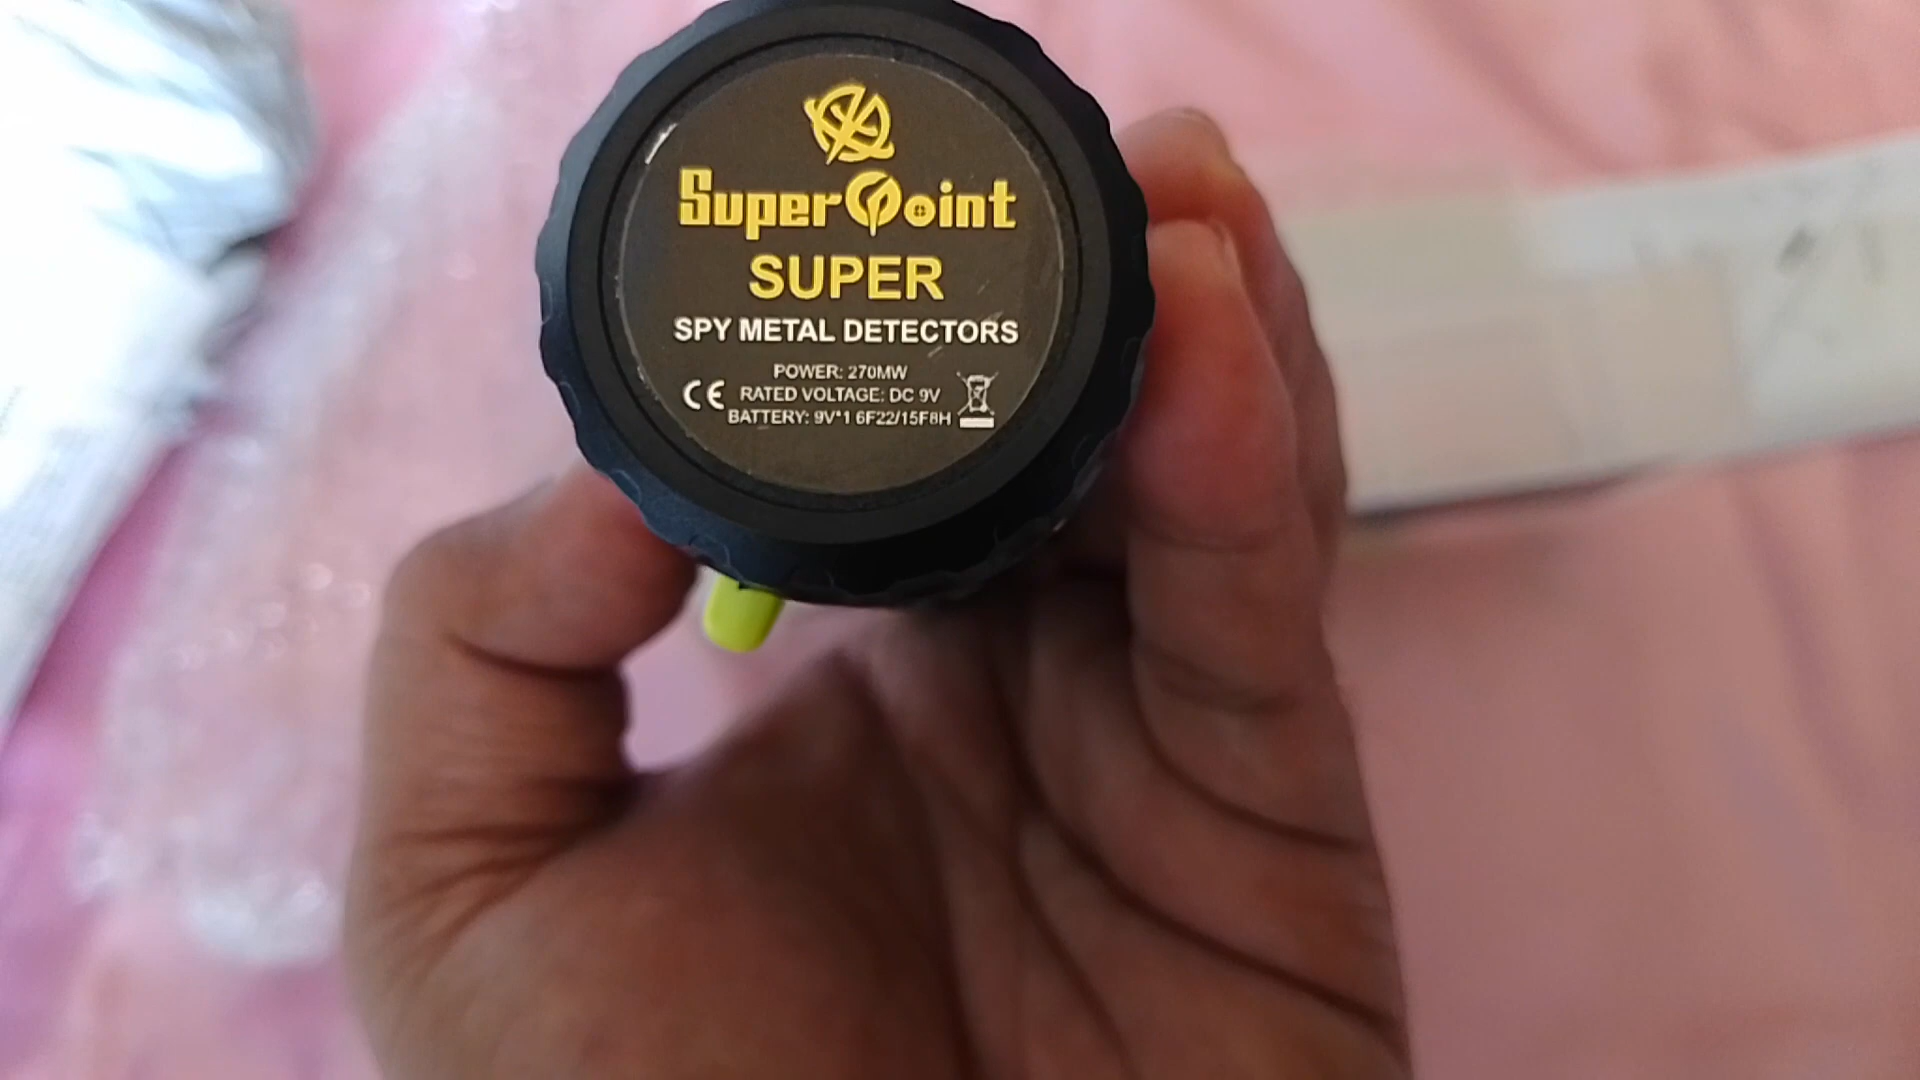 SuperPoint
SUPER
SPY METAL DETECTORS
POWER: 270MW
CE RATED VOLTAGE: DC 9V
BATTERY: 9V*1 6F22/15F8H